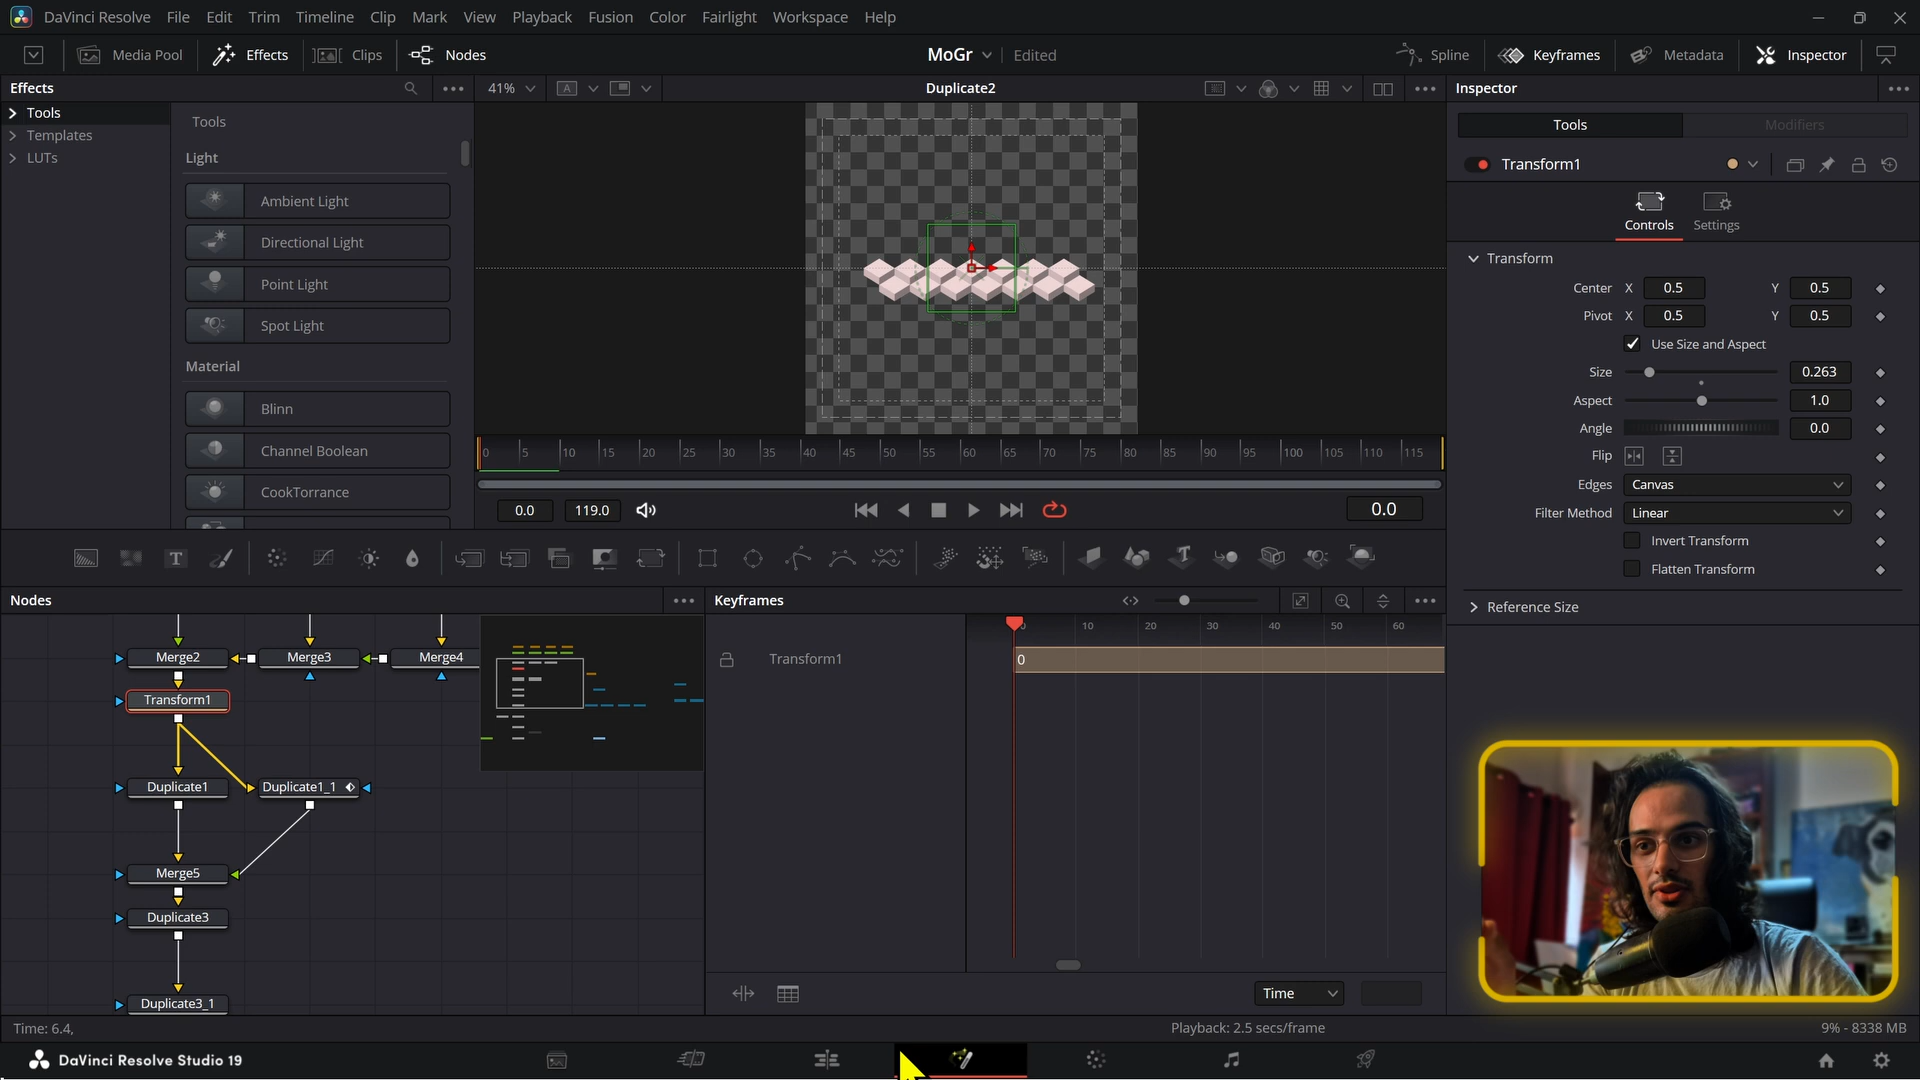 DaVinci Resolve File Edit Trim Timeline Clip Mark View Playback Fusion Color Fairlight Workspace Help
Media Pool Effects Clips Nodes MoGr Edited Spline Keyframes Metadata Inspector
Effects 41% A Duplicate2 Inspector
Tools
Templates
LUTs
Tools
Light
Ambient Light
Directional Light
Point Light
Spot Light
Material
Blinn
Channel Boolean
CookTorrance
0 5 10 15 20 25 30 35 40 45 50 55 60 65 70 75 80 85 90 95 100 105 110 115
0.0 119.0 0.0
Tools Modifiers
Transform1
Controls Settings
Transform
Center X 0.5 Y 0.5
Pivot X 0.5 Y 0.5
Use Size and Aspect
Size 0.263
Aspect 1.0
Angle 0.0
Flip
Edges Canvas
Filter Method Linear
Invert Transform
Flatten Transform
Reference Size
T
T
Nodes
Merge2 Merge3 Merge4
Transform1
Duplicate1 Duplicate1_1
Merge5
Duplicate3
Duplicate3_1
Keyframes
0 10 20 30 40 50 60
Transform1 0
Time
Time: 6.4, Playback: 2.5 secs/frame 9% - 8338 MB
DaVinci Resolve Studio 19